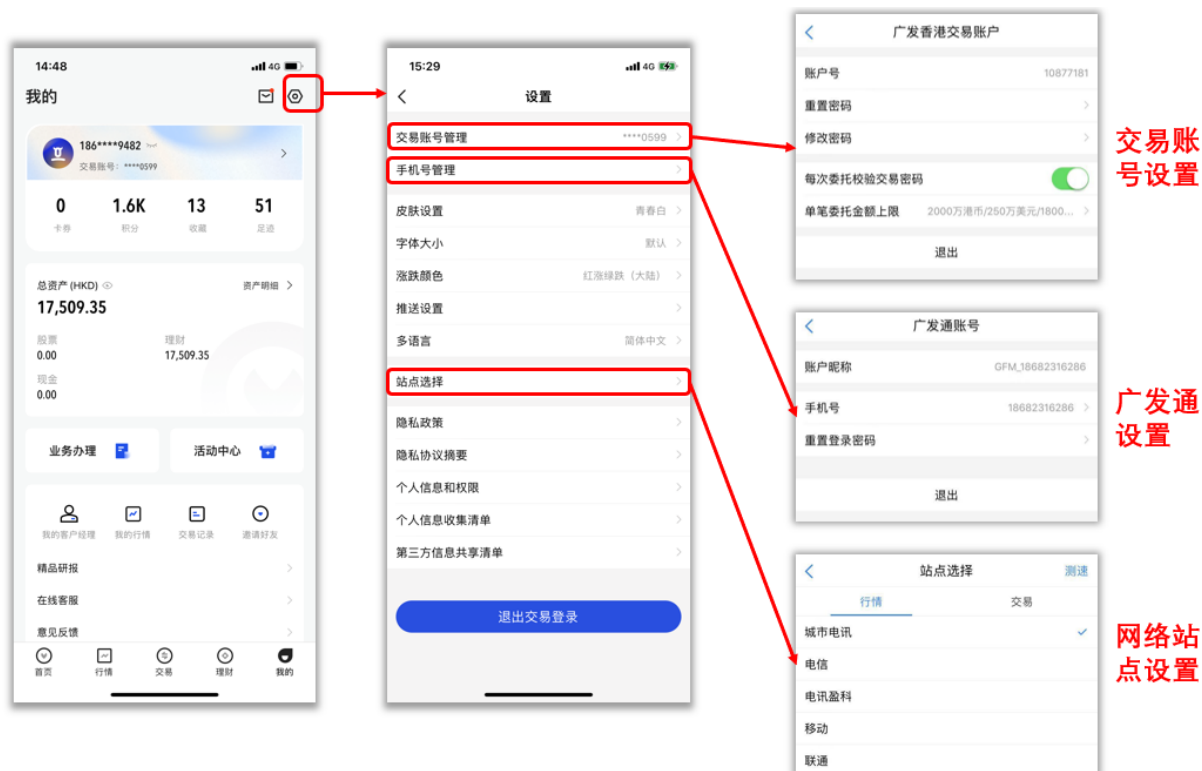 14:48
4G
我的
186****9482
交易账号：****0599
0
1.6K
13
51
卡券
积分
收藏
足迹
总资产 (HKD)
资产明细
17,509.35
股票
理财
0.00
17,509.35
现金
0.00
业务办理
活动中心
我的客户经理
我的行情
交易记录
邀请好友
精品研报
在线客服
意见反馈
首页
行情
交易
理财
我的
15:29
4G
设置
交易账号管理
****0599
手机号管理
皮肤设置
青春白
字体大小
默认
涨跌颜色
红涨绿跌（大陆）
推送设置
多语言
简体中文
站点选择
隐私政策
隐私协议摘要
个人信息和权限
个人信息收集清单
第三方信息共享清单
退出交易登录
广发香港交易账户
账户号
10877181
重置密码
修改密码
每次委托校验交易密码
单笔委托金额上限
2000万港币/250万美元/1800...
退出
交易账
号设置
广发通账号
账户昵称
GFM_18682316286
手机号
18682316286
重置登录密码
退出
广发通
设置
站点选择
测速
行情
交易
城市电讯
电信
电讯盈科
移动
联通
网络站
点设置